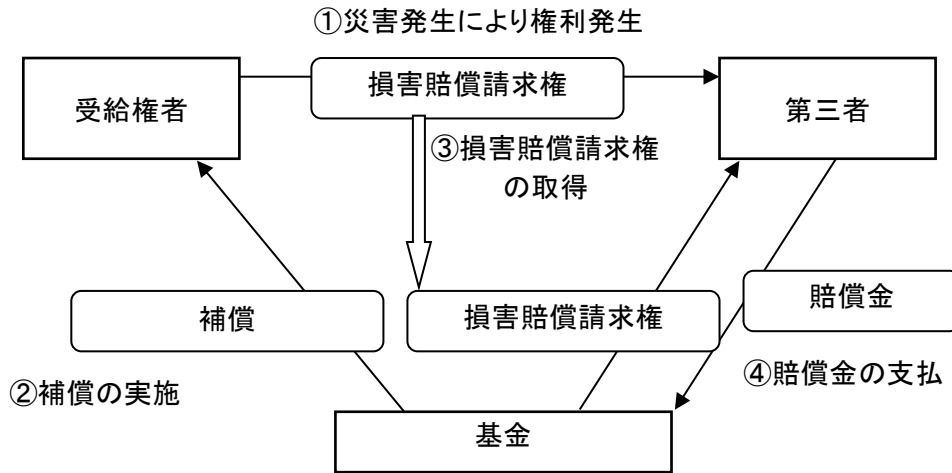 ①災害発生により権利発生
受給権者
損害賠償請求権
第三者
③損害賠償請求権
の取得
補償
損害賠償請求権
賠償金
②補償の実施
④賠償金の支払
基金